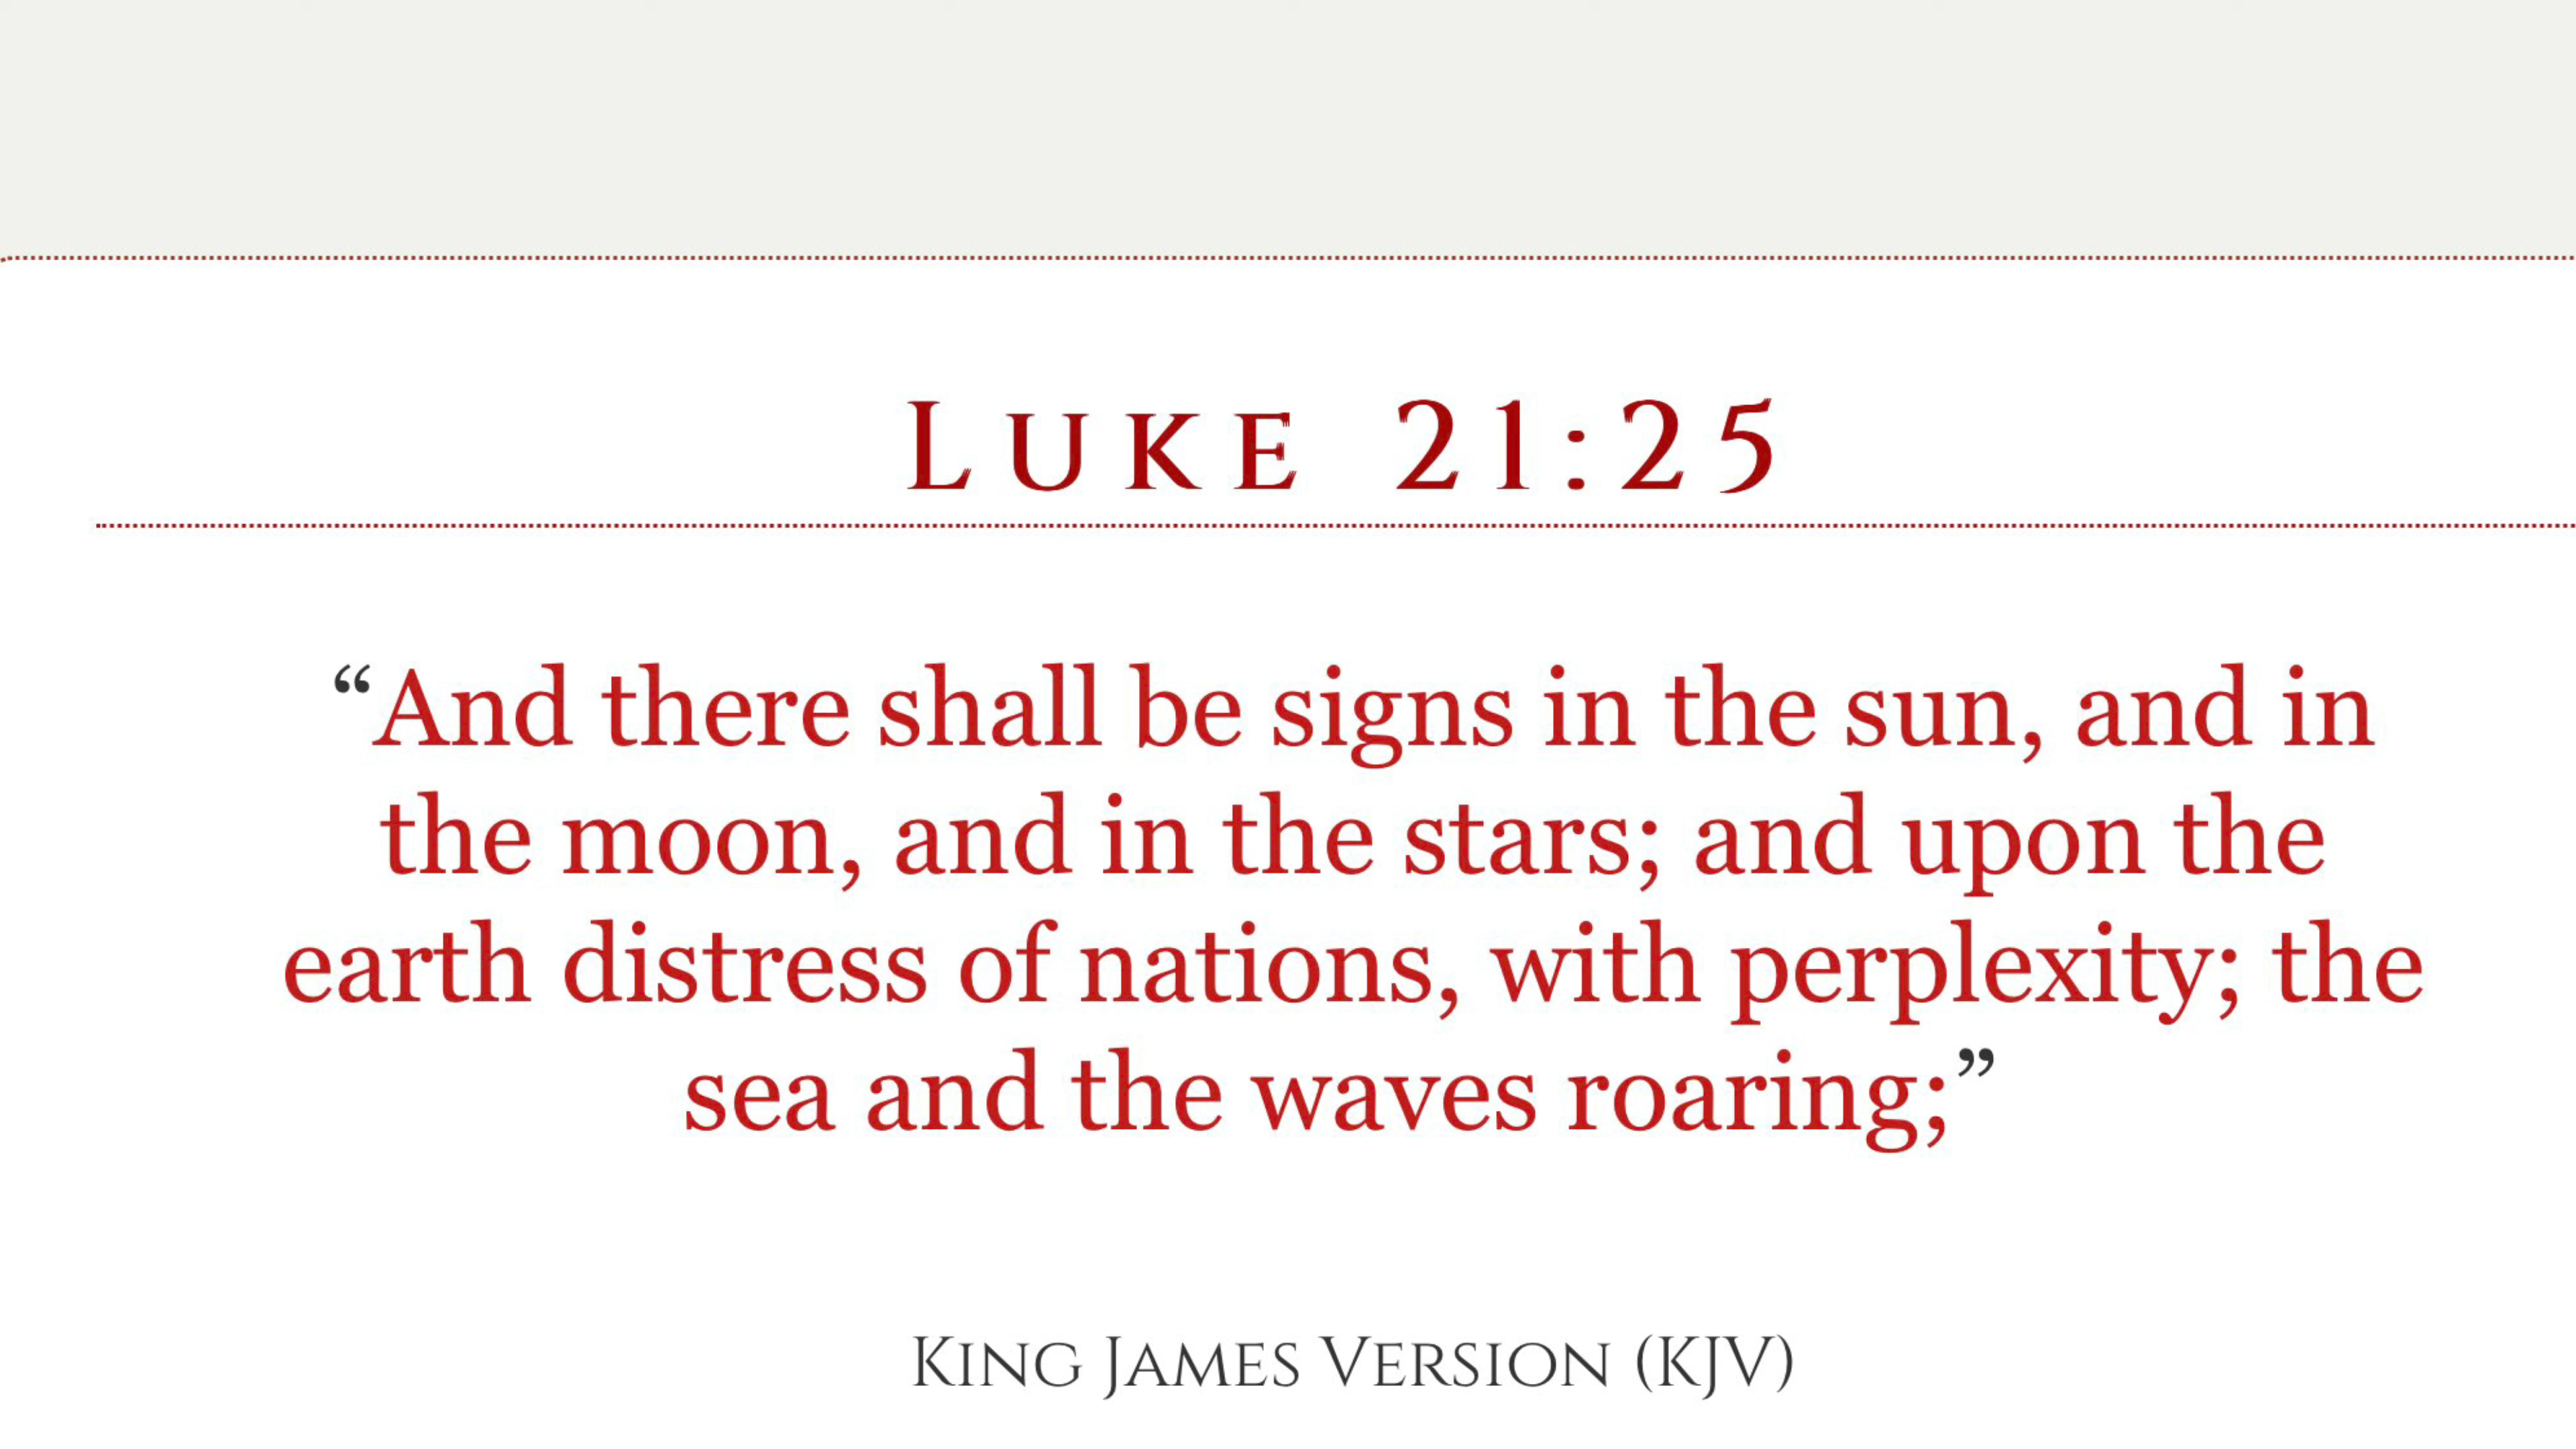 Luke 21:25
“And there shall be signs in the sun, and in
the moon, and in the stars; and upon the
earth distress of nations, with perplexity; the
sea and the waves roaring;”
King James Version (KJV)